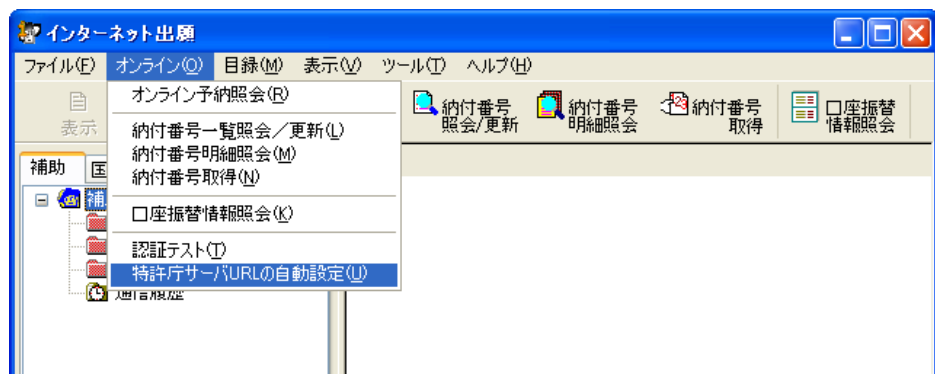 インターネット出願
ファイル(F) オンライン(O) 目録(M) 表示(V) ツール(T) ヘルプ(H)
表示
オンライン予納照会(R)
納付番号一覧照会／更新(L)
納付番号明細照会(M)
納付番号取得(N)
口座振替情報照会(K)
認証テスト(T)
特許庁サーバURLの自動設定(U)
納付番号
照会/更新
納付番号
明細照会
納付番号
取得
口座振替
情報照会
補助
通信履歴